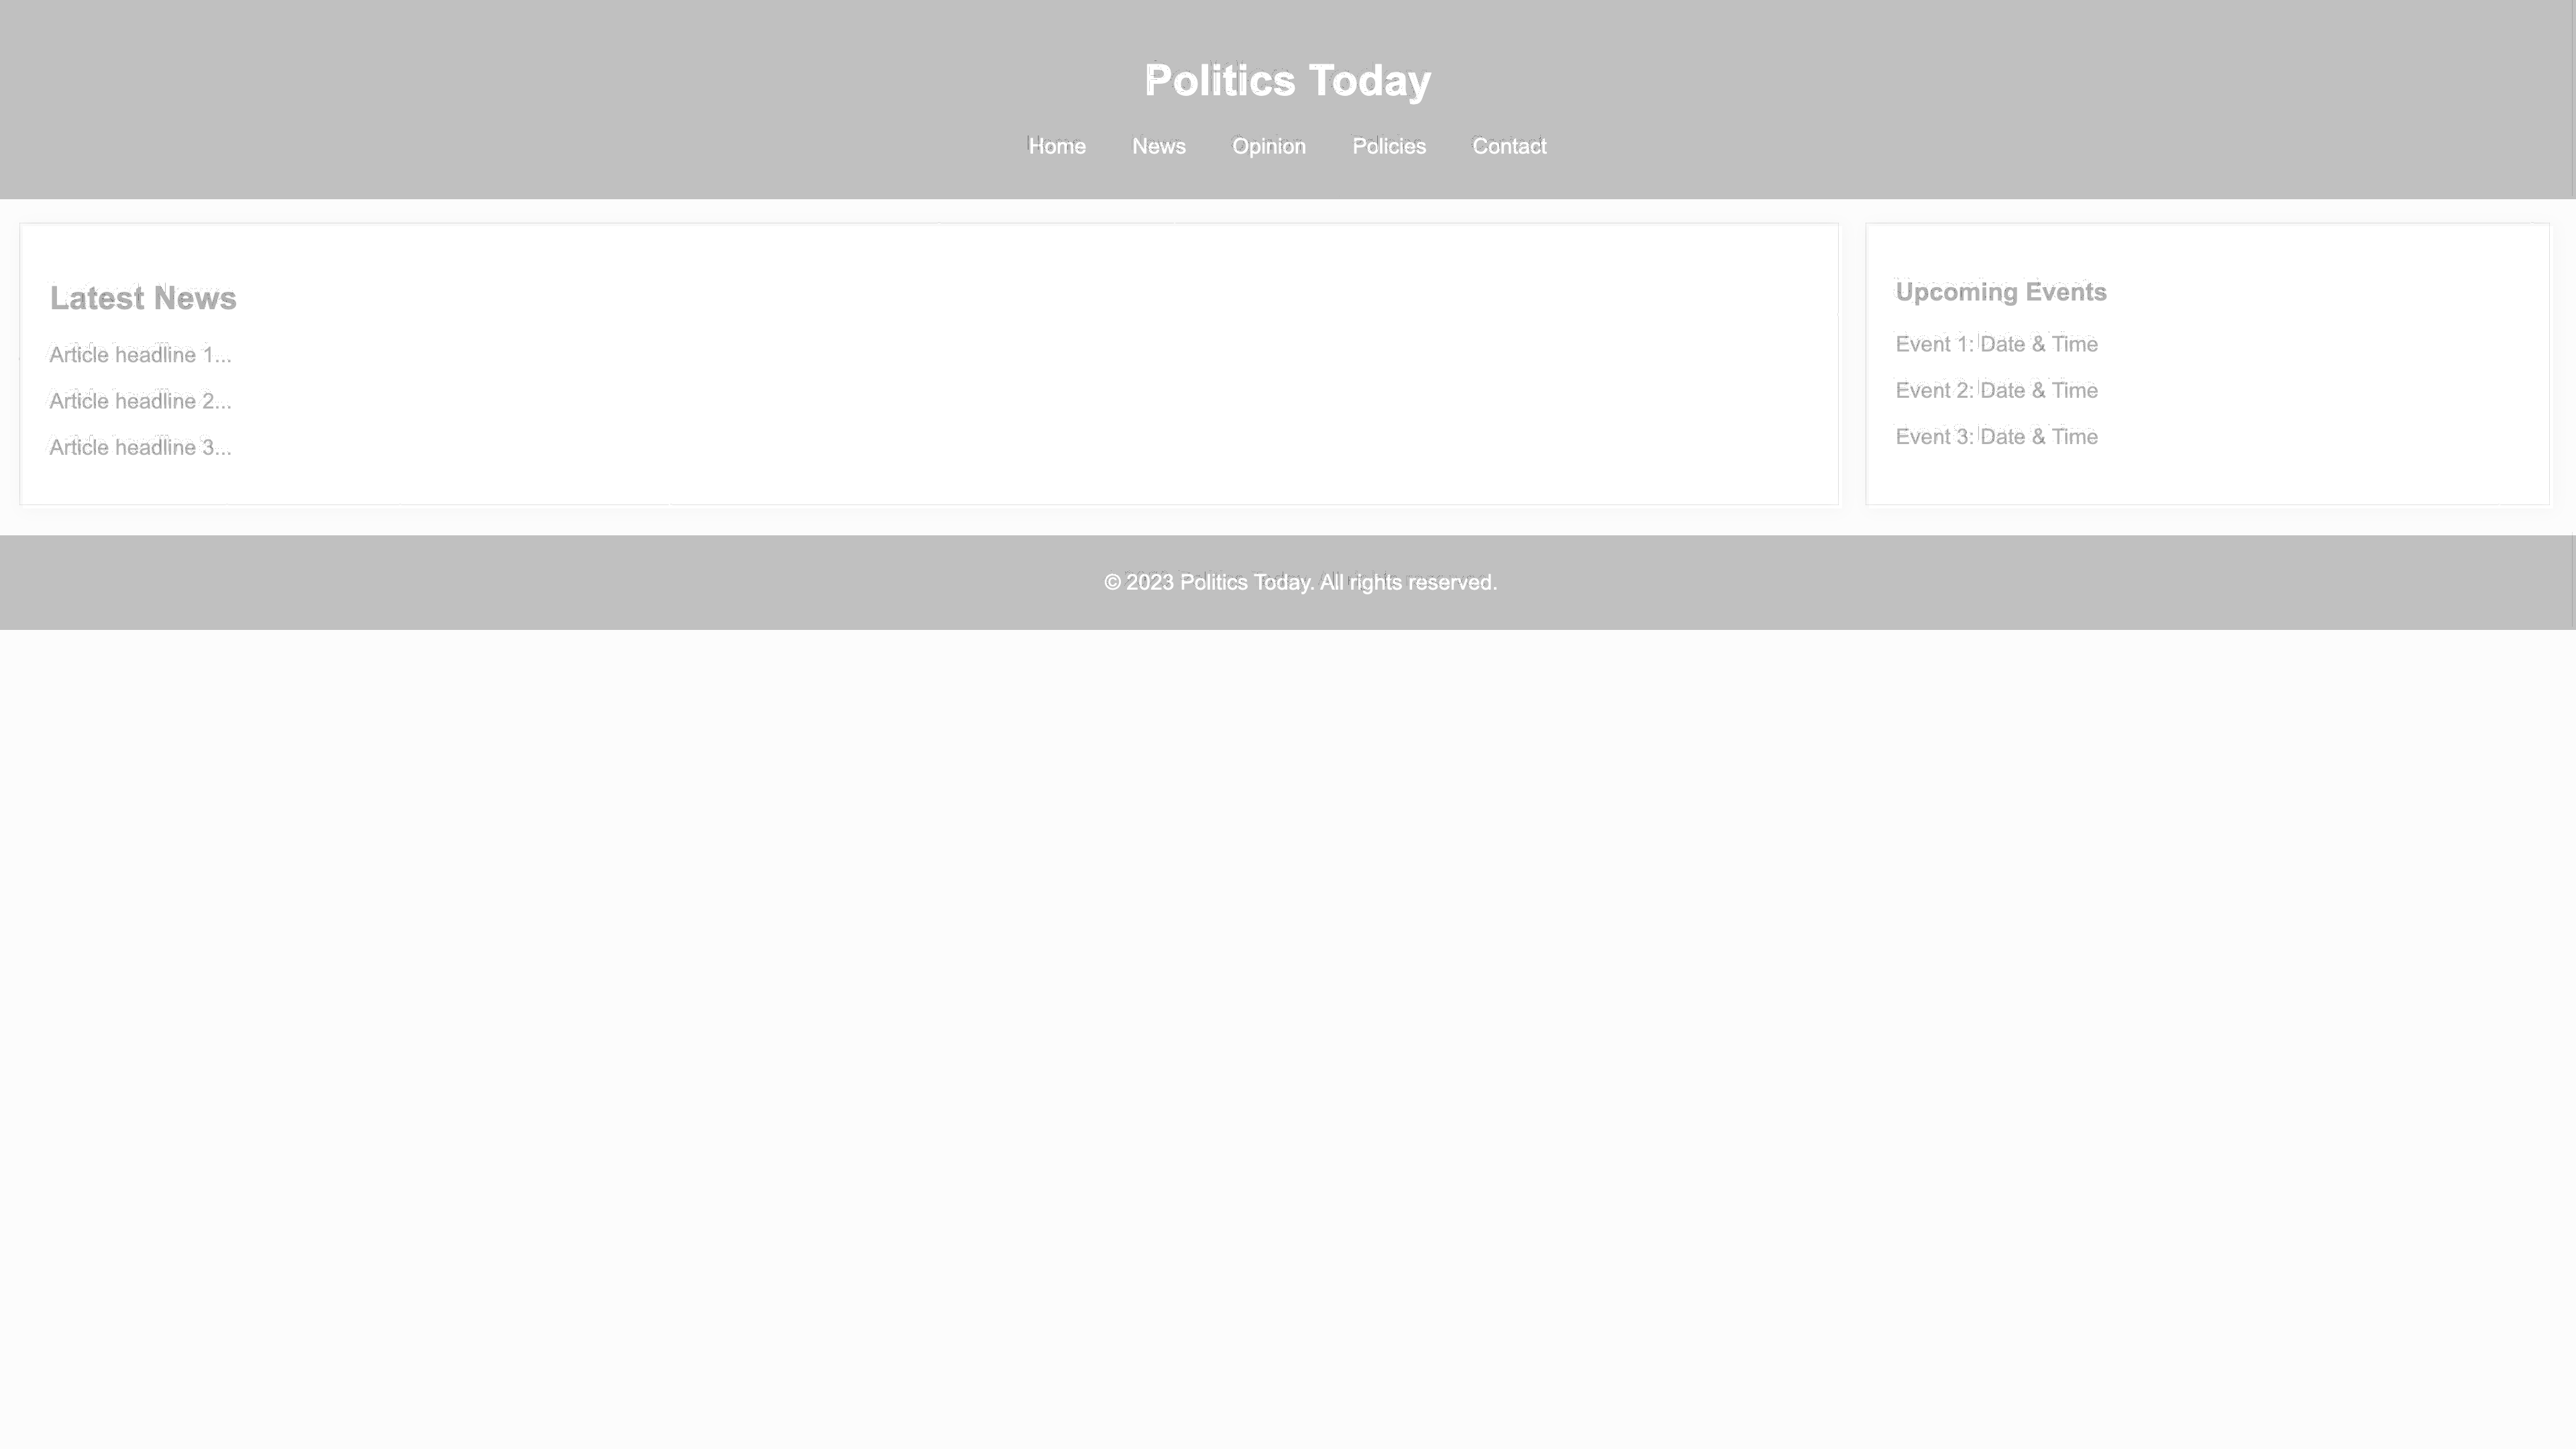 Politics Today
Home News Opinion Policies Contact
Latest News
Article headline 1...
Article headline 2...
Article headline 3...
Upcoming Events
Event 1: Date & Time
Event 2: Date & Time
Event 3: Date & Time
© 2023 Politics Today. All rights reserved.